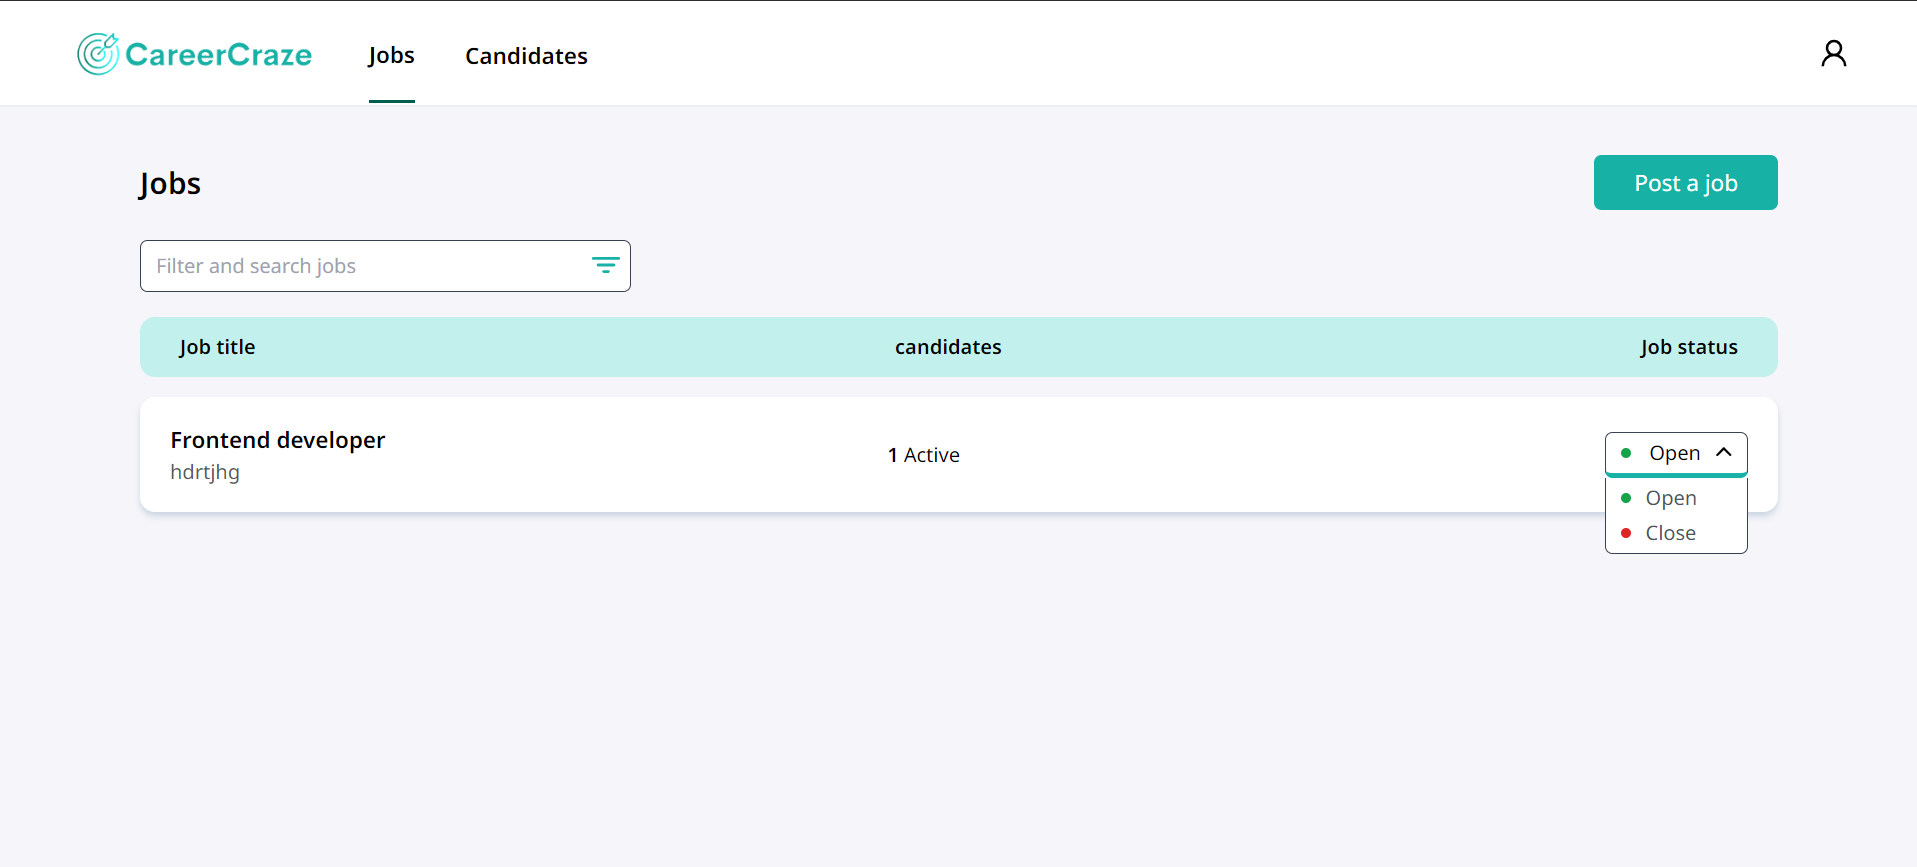 CareerCraze Jobs Candidates
Jobs
Post a job
Filter and search jobs
Job title candidates Job status
Frontend developer
hdrtjhg
1 Active
Open
Open
Close